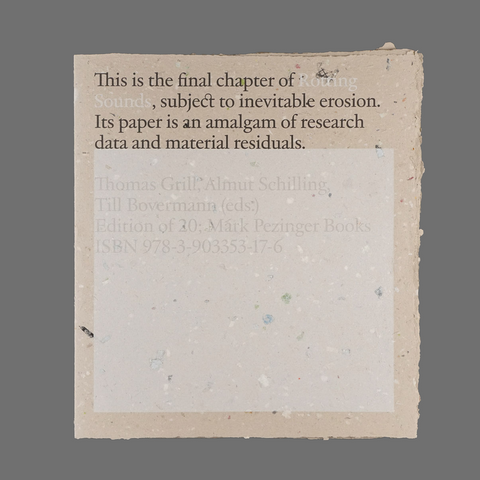 This is the final chapter of Rotting
Sounds, subject to inevitable erosion.
Its paper is an amalgam of research
data and material residuals.
Thomas Grill, Almut Schilling,
Till Bovermann (eds.)
Edition of 20; Mark Pezinger Books
ISBN 978-3-903353-17-6